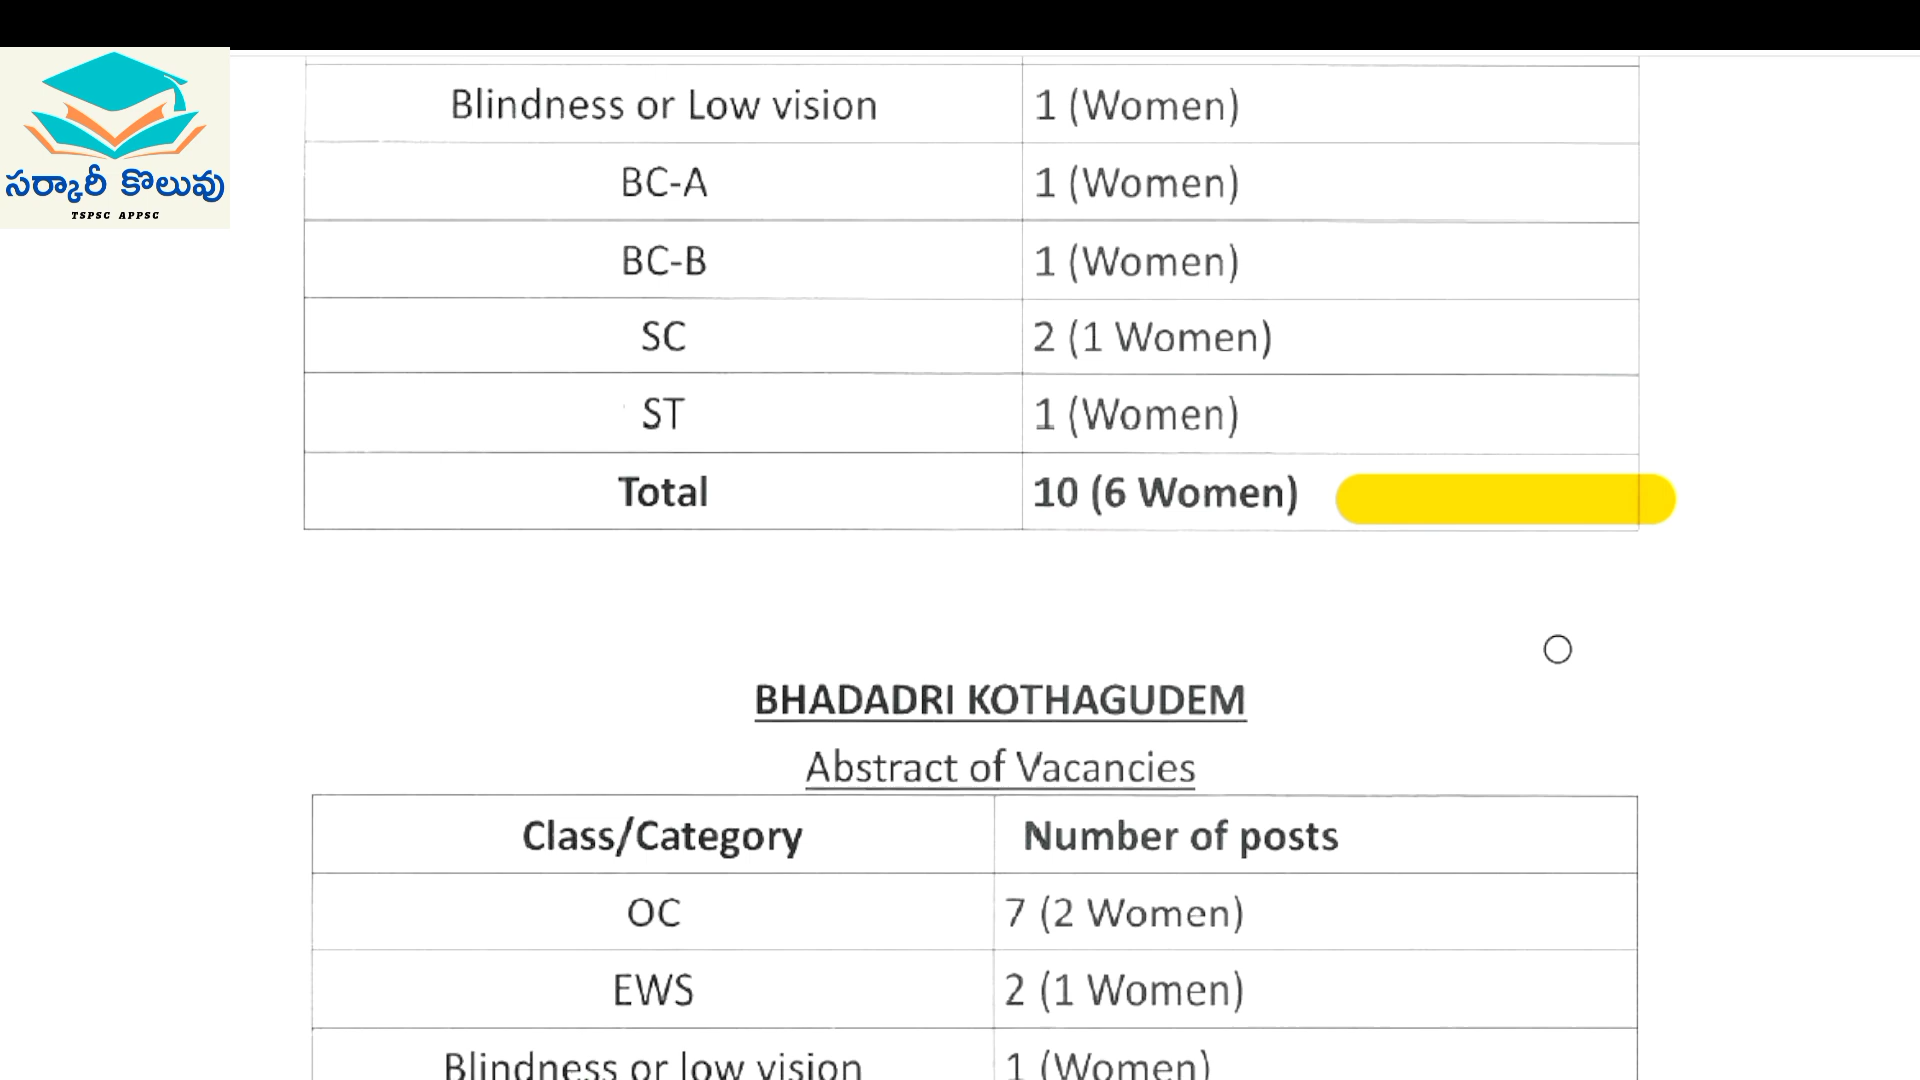 సర్కారీ కొలువు
TSPSC APPSC
Blindness or Low vision 1 (Women)
BC-A 1 (Women)
BC-B 1 (Women)
SC 2 (1 Women)
ST 1 (Women)
Total 10 (6 Women)
BHADADRI KOTHAGUDEM
Abstract of Vacancies
Class/Category Number of posts
OC 7 (2 Women)
EWS 2 (1 Women)
Blindness or low vision 1 (Women)